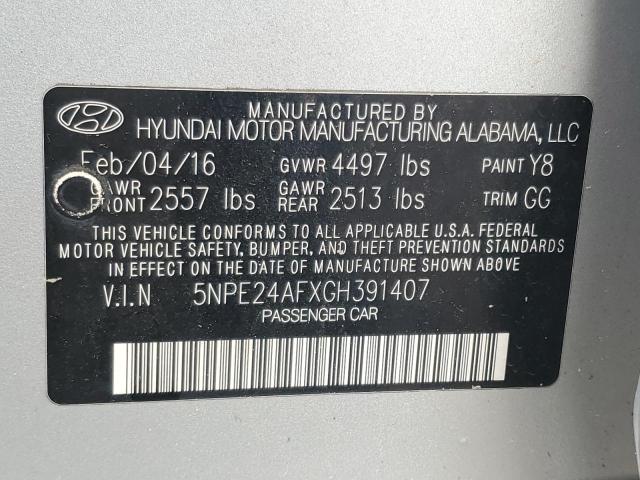 MANUFACTURED BY
HYUNDAI MOTOR MANUFACTURING ALABAMA, LLC
Feb/04/16 GVWR 4497 lbs PAINT Y8
GAWR FRONT 2557 lbs GAWR REAR 2513 lbs TRIM GG
THIS VEHICLE CONFORMS TO ALL APPLICABLE U.S.A. FEDERAL
MOTOR VEHICLE SAFETY, BUMPER, AND THEFT PREVENTION STANDARDS
IN EFFECT ON THE DATE OF MANUFACTURE SHOWN ABOVE
V.I.N 5NPE24AFXGH391407
PASSENGER CAR